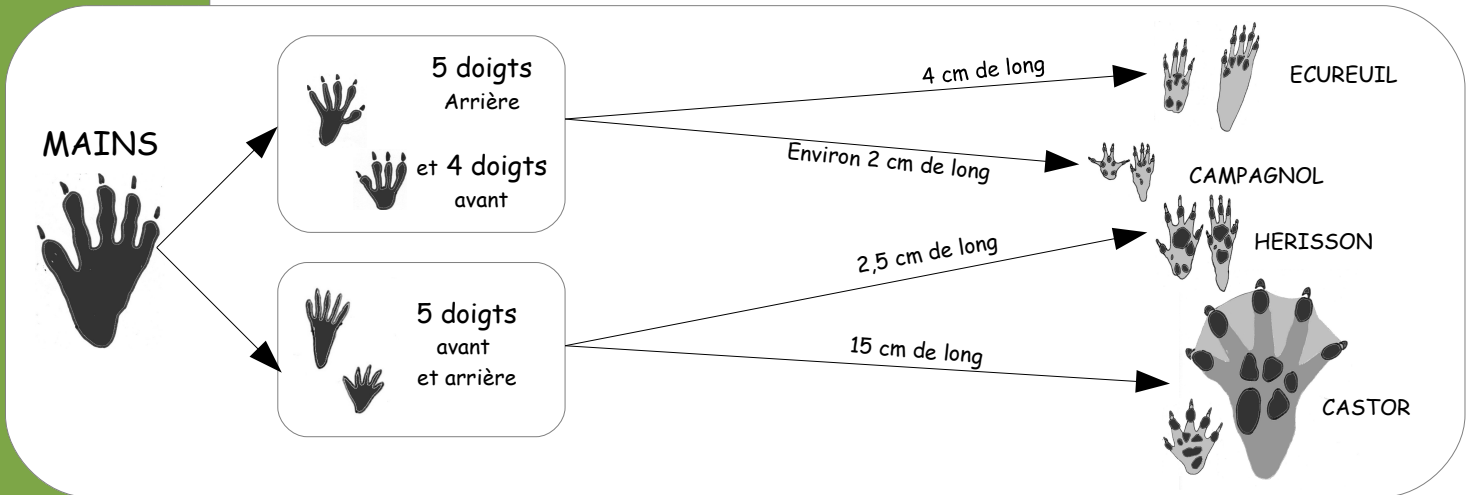 MAINS
5 doigts
Arrière
et 4 doigts
avant
5 doigts
avant
et arrière
4 cm de long
Environ 2 cm de long
2,5 cm de long
15 cm de long
ECUREUIL
CAMPAGNOL
HERISSON
CASTOR